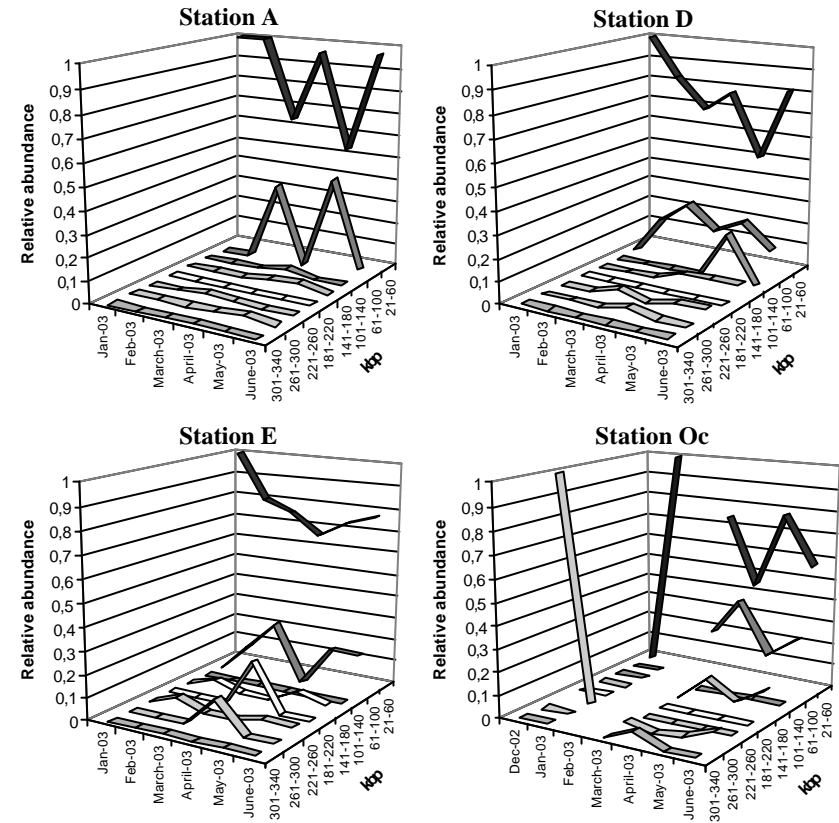 Station A
Relative abundance
1
0,9
0,8
0,7
0,6
0,5
0,4
0,3
0,2
0,1
0
Jan-03
Feb-03
March-03
April-03
May-03
June-03
301-340
261-300
221-260
181-220
141-180
101-140
61-100
21-60
kbp
Station D
Relative abundance
1
0,9
0,8
0,7
0,6
0,5
0,4
0,3
0,2
0,1
0
Jan-03
Feb-03
March-03
April-03
May-03
June-03
301-340
261-300
221-260
181-220
141-180
101-140
61-100
21-60
kbp
Station E
Relative abundance
1
0,9
0,8
0,7
0,6
0,5
0,4
0,3
0,2
0,1
0
Jan-03
Feb-03
March-03
April-03
May-03
June-03
301-340
261-300
221-260
181-220
141-180
101-140
61-100
21-60
kbp
Station Oc
Relative abundance
1
0,9
0,8
0,7
0,6
0,5
0,4
0,3
0,2
0,1
0
Dec-02
Jan-03
Feb-03
March-03
April-03
May-03
June-03
301-340
261-300
221-260
181-220
141-180
101-140
61-100
21-60
kbp